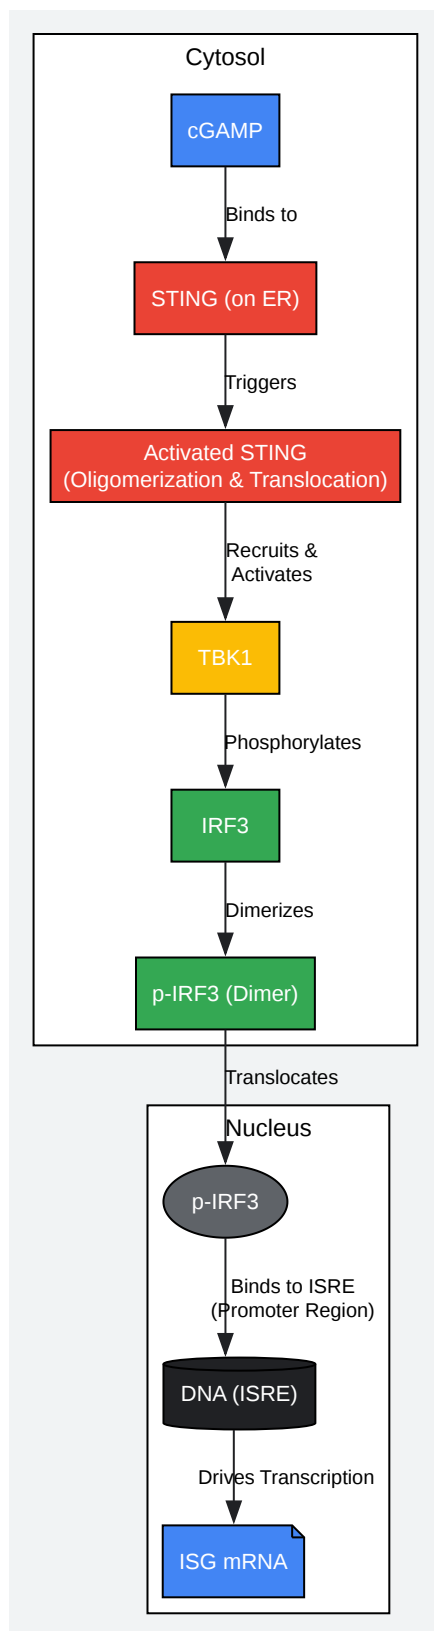 Cytosol
cGAMP
Binds to
STING (on ER)
Triggers
Activated STING
(Oligomerization & Translocation)
Recruits &
Activates
TBK1
Phosphorylates
IRF3
Dimerizes
p-IRF3 (Dimer)
Translocates
Nucleus
p-IRF3
Binds to ISRE
(Promoter Region)
DNA (ISRE)
Drives Transcription
ISG mRNA